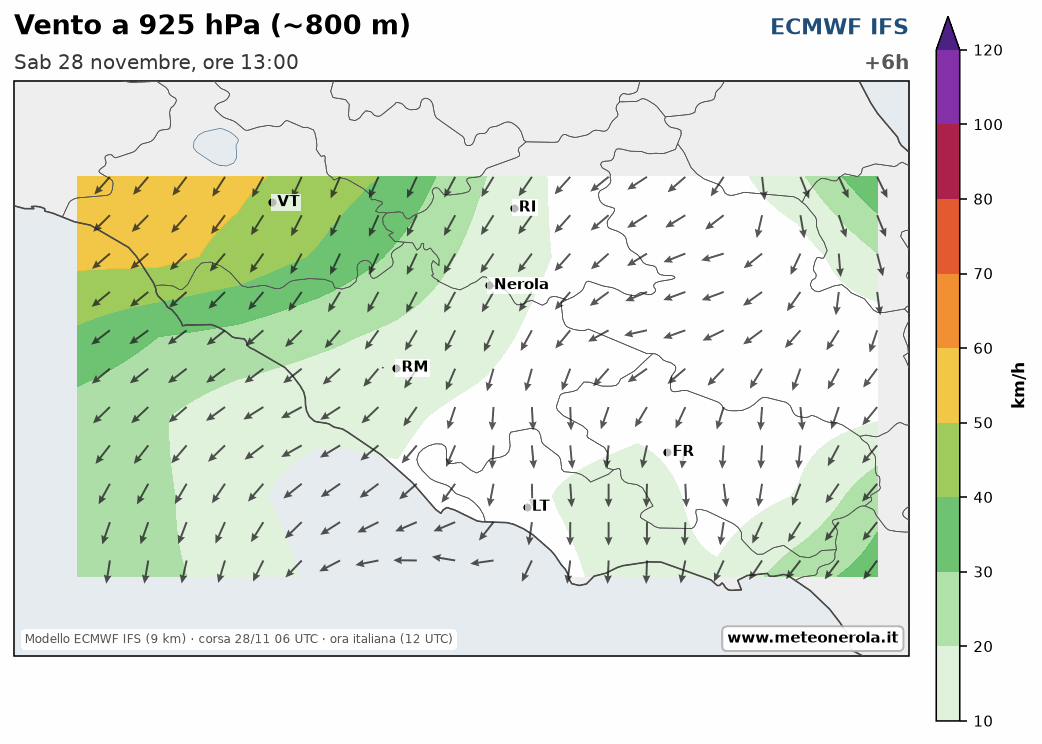 Vento a 925 hPa (~800 m)
ECMWF IFS
Sab 28 novembre, ore 13:00
+6h
VT
RI
Nerola
RM
FR
LT
120
100
80
70
60
50
40
30
20
10
km/h
Modello ECMWF IFS (9 km) · corsa 28/11 06 UTC · ora italiana (12 UTC)
www.meteonerola.it